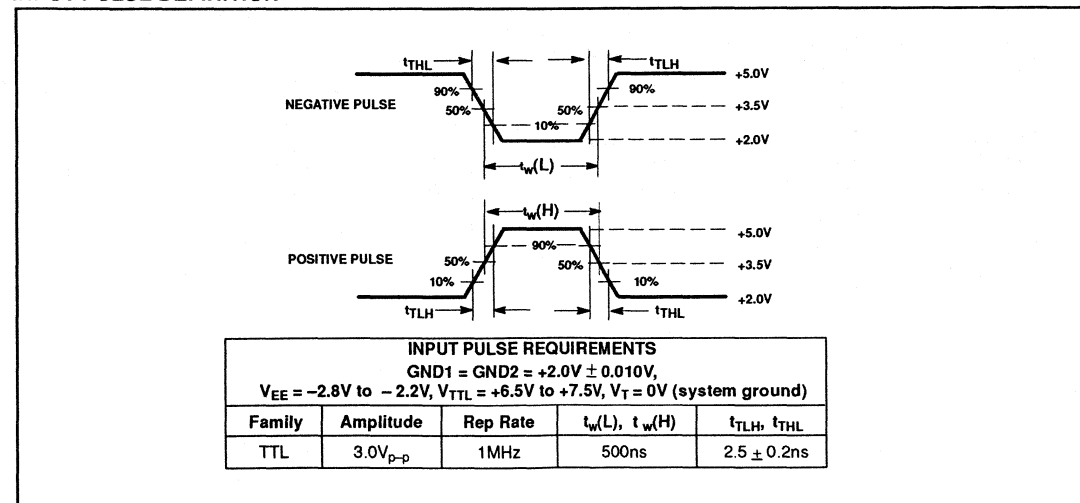 tTHL tTLH
+5.0V
90% 90%
NEGATIVE PULSE 50% 50% +3.5V
10%
+2.0V
tw(L)
tw(H)
+5.0V
90%
POSITIVE PULSE 50% 50% +3.5V
10% 10%
+2.0V
tTLH tTHL
INPUT PULSE REQUIREMENTS
GND1 = GND2 = +2.0V ± 0.010V,
VEE = –2.8V to – 2.2V, VTTL = +6.5V to +7.5V, VT = 0V (system ground)
Family Amplitude Rep Rate tw(L), t w(H) tTLH, tTHL
TTL 3.0Vp–p 1MHz 500ns 2.5 ± 0.2ns